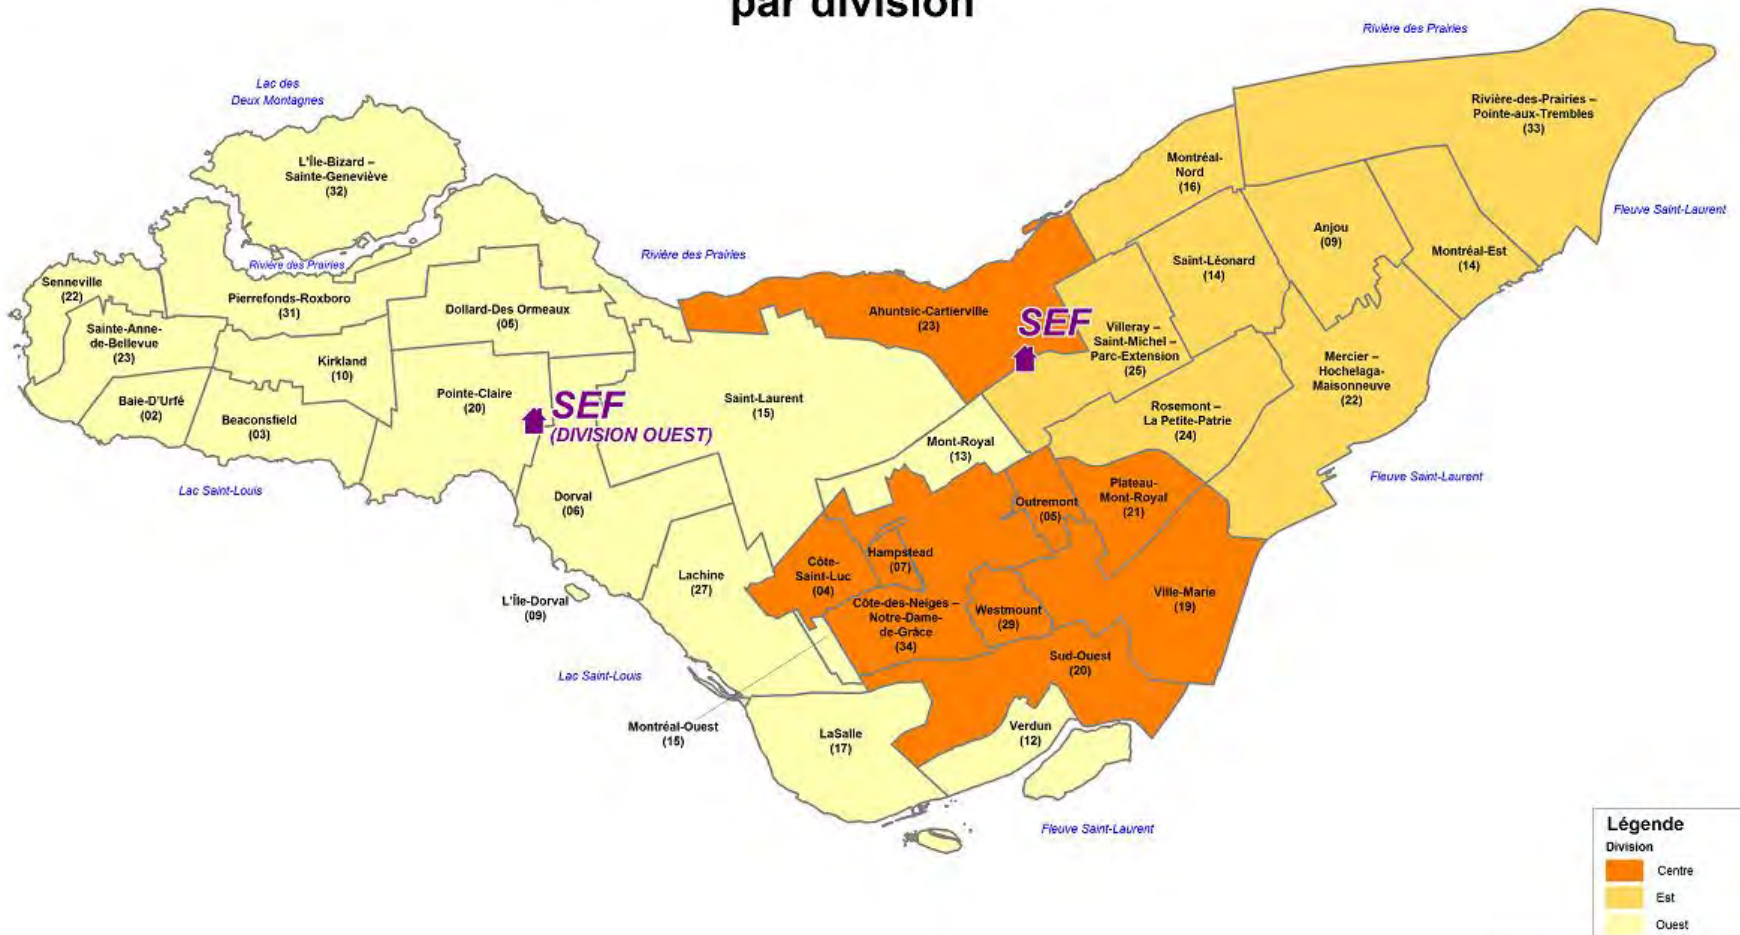 par division
Rivière des Prairies
Lac des
Deux Montagnes
Rivière-des-Prairies –
Pointe-aux-Trembles
(33)
L'Île-Bizard –
Sainte-Geneviève
(32)
Montréal-
Nord
(16)
Fleuve Saint-Laurent
Anjou
(09)
Montréal-Est
(14)
Saint-Léonard
(14)
Rivière des Prairies
Rivière des Prairies
Senneville
(22)
Pierrefonds-Roxboro
(31)
Dollard-Des Ormeaux
(05)
Ahuntsic-Cartierville
(23)
SEF
Villeray –
Saint-Michel –
Parc-Extension
(25)
Sainte-Anne-
de-Bellevue
(23)
Kirkland
(10)
Mercier –
Hochelaga-
Maisonneuve
(22)
Baie-D'Urfé
(02)
Beaconsfield
(03)
Pointe-Claire
(20)
SEF
(DIVISION OUEST)
Saint-Laurent
(15)
Rosemont –
La Petite-Patrie
(24)
Mont-Royal
(13)
Lac Saint-Louis
Fleuve Saint-Laurent
Dorval
(06)
Outremont
(05)
Plateau-
Mont-Royal
(21)
Hampstead
(07)
Côte-
Saint-Luc
(04)
Lachine
(27)
L'Île-Dorval
(09)
Côte-des-Neiges –
Notre-Dame-
de-Grâce
(34)
Westmount
(29)
Ville-Marie
(19)
Sud-Ouest
(20)
Lac Saint-Louis
Montréal-Ouest
(15)
LaSalle
(17)
Verdun
(12)
Fleuve Saint-Laurent
Légende
Division
Centre
Est
Ouest